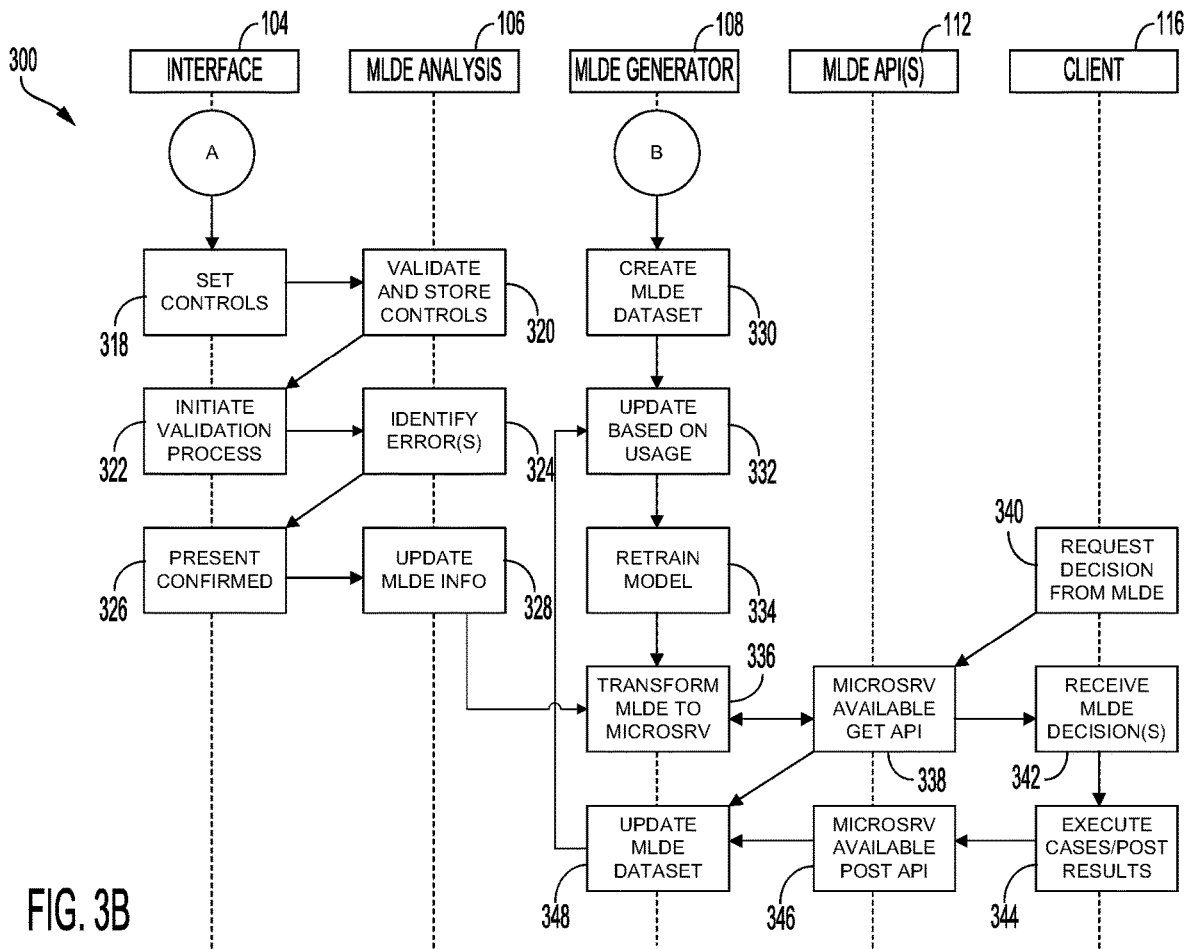 104
106
108
112
116
300
INTERFACE
MLDE ANALYSIS
MLDE GENERATOR
MLDE API(S)
CLIENT
A
B
SET
CONTROLS
318
VALIDATE
AND STORE
CONTROLS
320
CREATE
MLDE
DATASET
330
INITIATE
VALIDATION
PROCESS
322
IDENTIFY
ERROR(S)
324
UPDATE
BASED ON
USAGE
332
PRESENT
CONFIRMED
326
UPDATE
MLDE INFO
328
RETRAIN
MODEL
334
340
REQUEST
DECISION
FROM MLDE
336
TRANSFORM
MLDE TO
MICROSRV
MICROSRV
AVAILABLE
GET API
338
RECEIVE
MLDE
DECISION(S)
342
UPDATE
MLDE
DATASET
348
MICROSRV
AVAILABLE
POST API
346
EXECUTE
CASES/POST
RESULTS
344
FIG. 3B